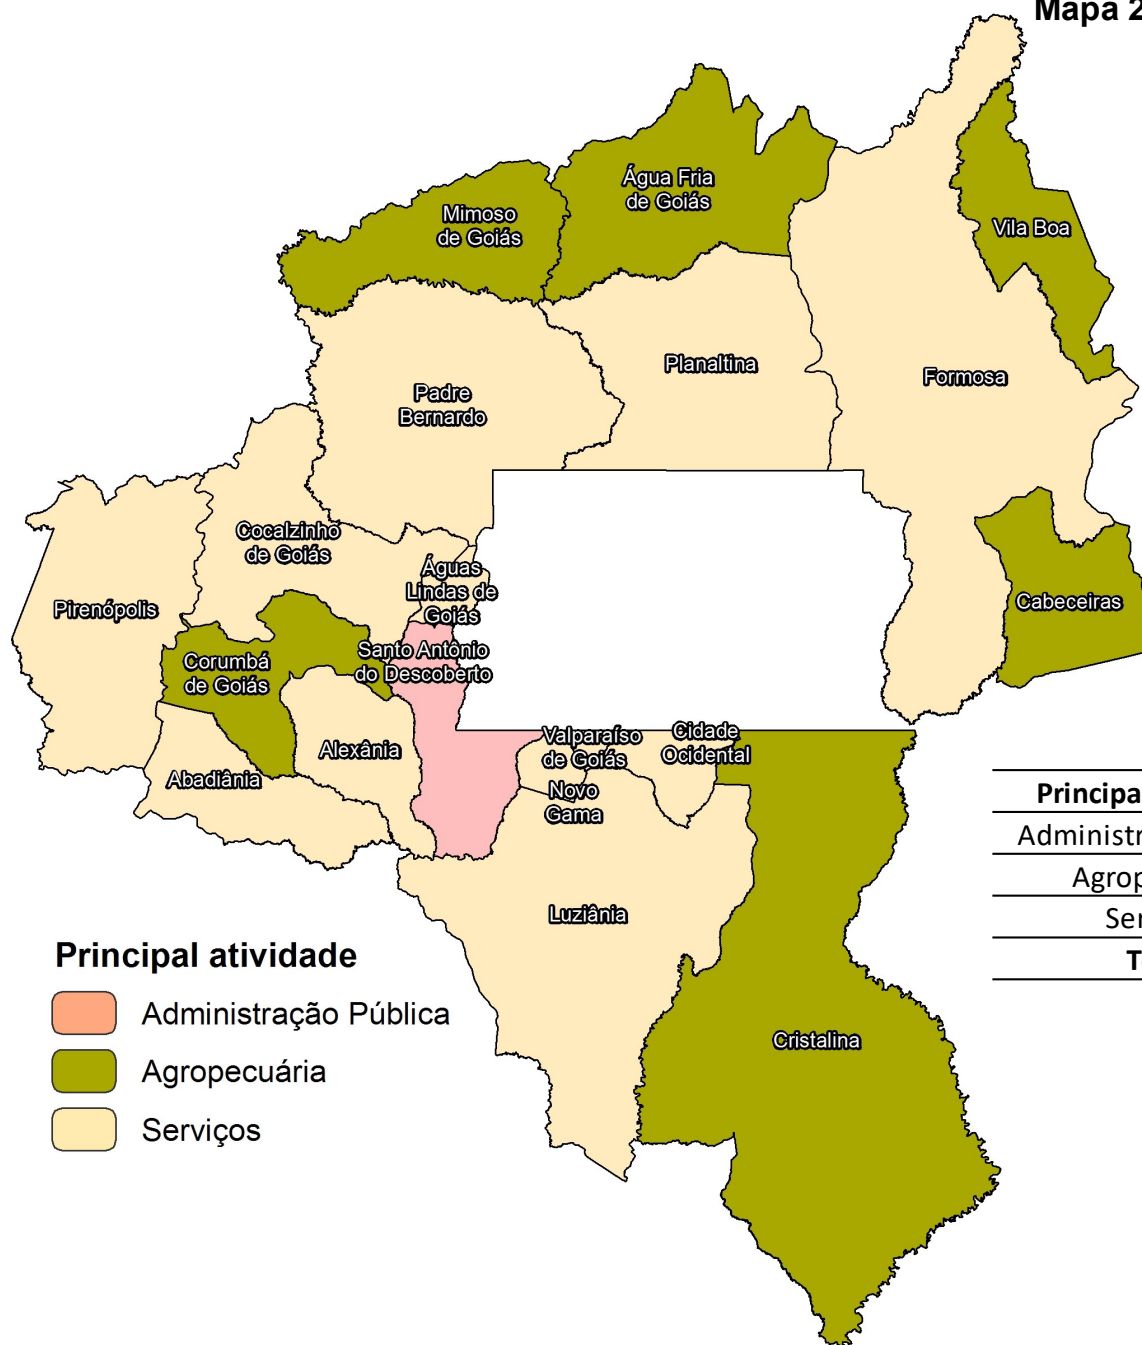 Mapa 2
Água Fria
de Goiás
Mimoso
de Goiás
Vila Boa
Planaltina
Formosa
Padre
Bernardo
Cocalzinho
de Goiás
Águas
Lindas de
Goiás
Pirenópolis
Cabeceiras
Santo Antônio
do Descoberto
Corumbá
de Goiás
Alexânia
Abadiânia
Valparaíso
de Goiás
Cidade
Ocidental
Novo
Gama
Luziânia
Cristalina
Principa
Administr
Agrop
Ser
T
Principal atividade
Administração Pública
Agropecuária
Serviços